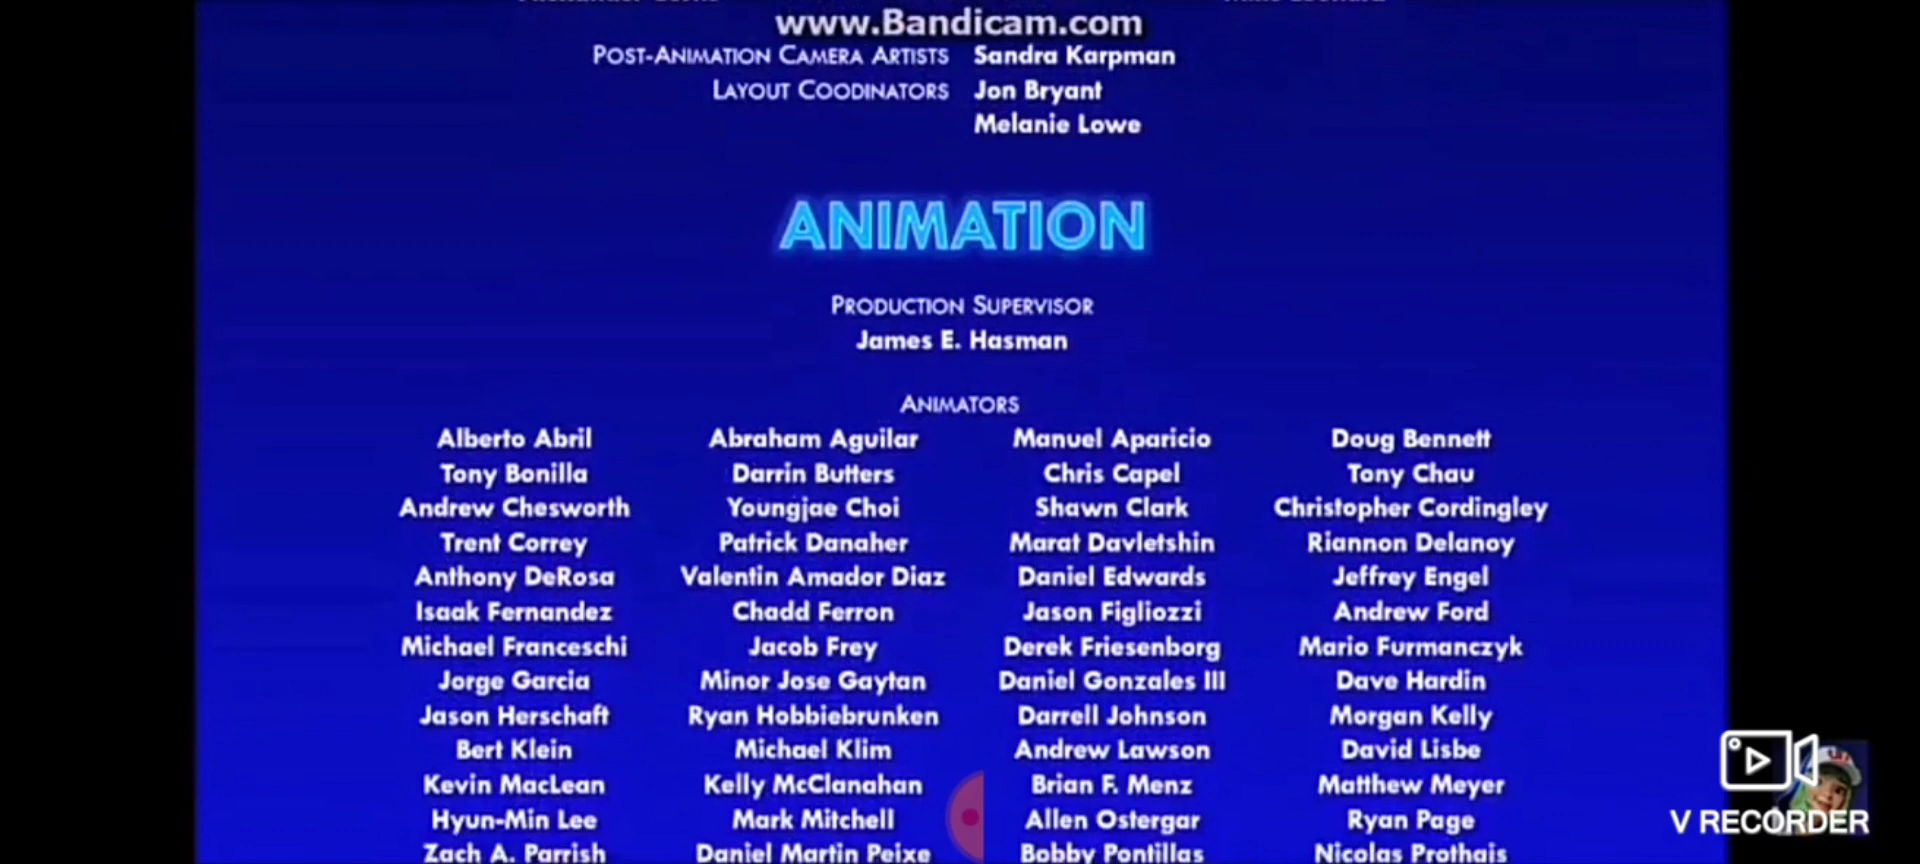 www.Bandicam.com
POST-ANIMATION CAMERA ARTISTS Sandra Karpman
LAYOUT COODINATORS Jon Bryant
Melanie Lowe
ANIMATION
PRODUCTION SUPERVISOR
James E. Hasman
ANIMATORS
Alberto Abril Abraham Aguilar Manuel Aparicio Doug Bennett
Tony Bonilla Darrin Butters Chris Capel Tony Chau
Andrew Chesworth Youngjae Choi Shawn Clark Christopher Cordingley
Trent Correy Patrick Danaher Marat Davletshin Riannon Delanoy
Anthony DeRosa Valentin Amador Diaz Daniel Edwards Jeffrey Engel
Isaak Fernandez Chadd Ferron Jason Figliozzi Andrew Ford
Michael Franceschi Jacob Frey Derek Friesenborg Mario Furmanczyk
Jorge Garcia Minor Jose Gaytan Daniel Gonzales III Dave Hardin
Jason Herschaft Ryan Hobbiebrunken Darrell Johnson Morgan Kelly
Bert Klein Michael Klim Andrew Lawson David Lisbe
Kevin MacLean Kelly McClanahan Brian F. Menz Matthew Meyer
Hyun-Min Lee Mark Mitchell Allen Ostergar Ryan Page
Zach A. Parrish Daniel Martin Peixe Bobby Pontillas Nicolas Prothais
V RECORDER